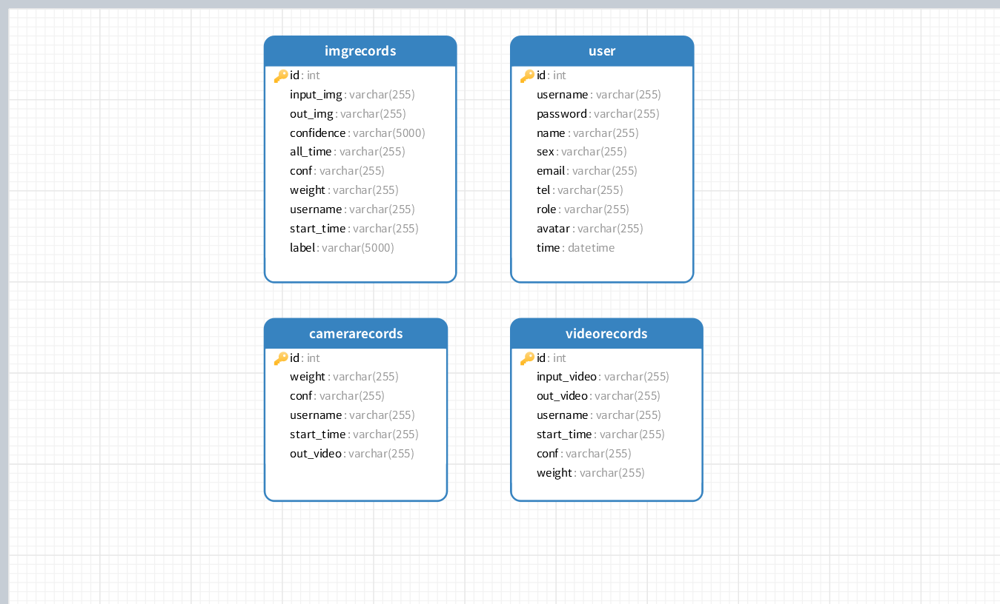 imgrecords
id : int
input_img : varchar(255)
out_img : varchar(255)
confidence : varchar(5000)
all_time : varchar(255)
conf : varchar(255)
weight : varchar(255)
username : varchar(255)
start_time : varchar(255)
label : varchar(5000)
user
id : int
username : varchar(255)
password : varchar(255)
name : varchar(255)
sex : varchar(255)
email : varchar(255)
tel : varchar(255)
role : varchar(255)
avatar : varchar(255)
time : datetime
camerarecords
id : int
weight : varchar(255)
conf : varchar(255)
username : varchar(255)
start_time : varchar(255)
out_video : varchar(255)
videorecords
id : int
input_video : varchar(255)
out_video : varchar(255)
username : varchar(255)
start_time : varchar(255)
conf : varchar(255)
weight : varchar(255)